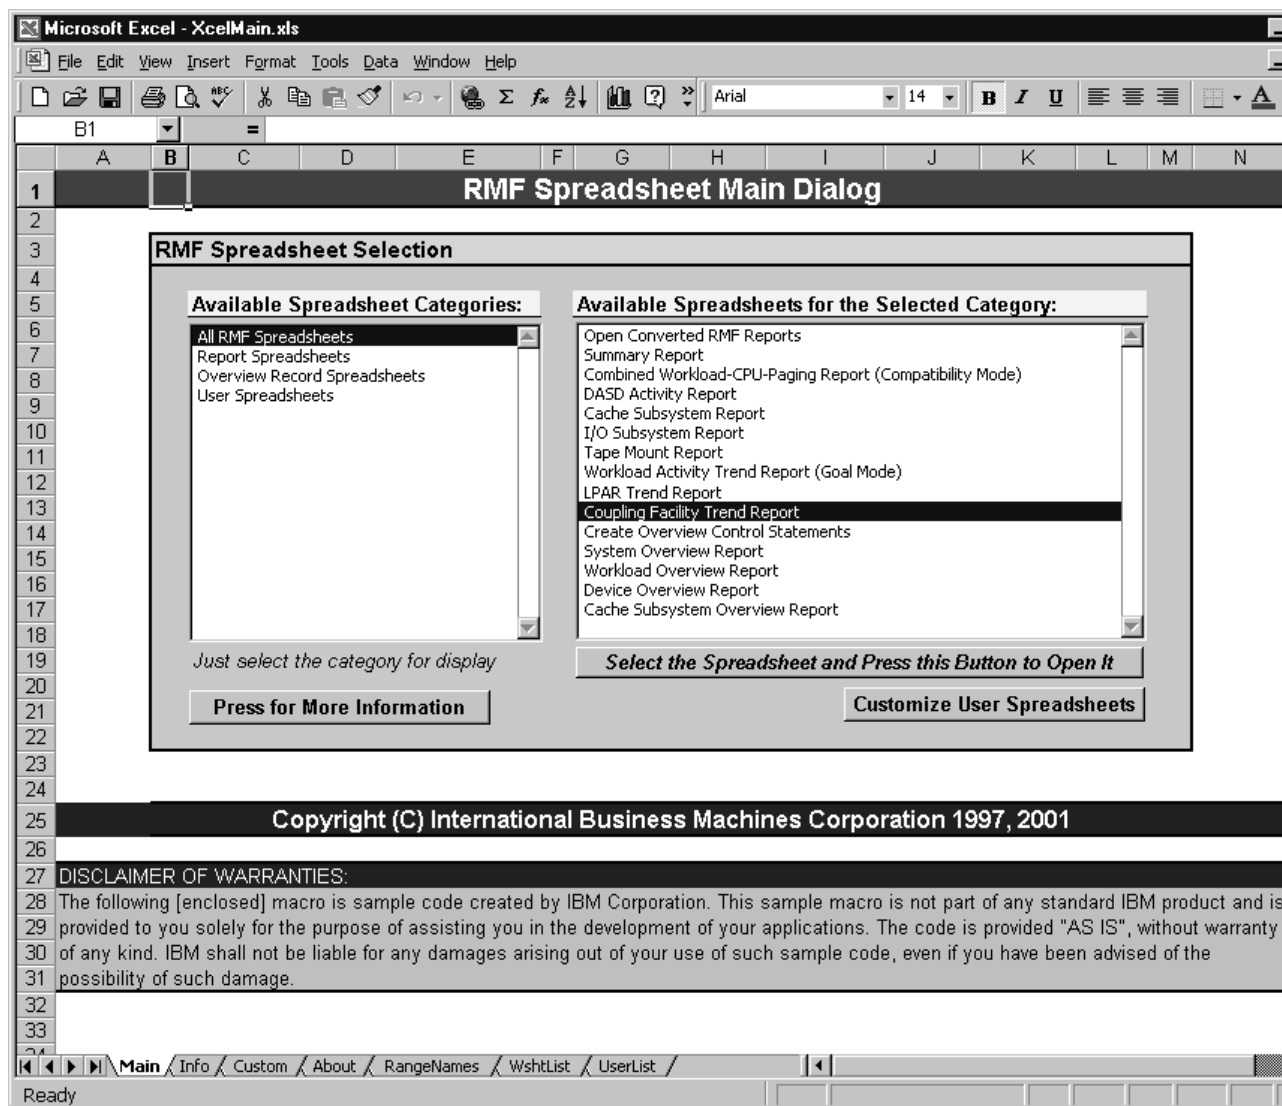 Microsoft Excel - XcelMain.xls
File Edit View Insert Format Tools Data Window Help
ABC Σ fx A Z ? » Arial 14 B I U A
B1 =
A B C D E F G H I J K L M N
1 RMF Spreadsheet Main Dialog
2
3 RMF Spreadsheet Selection
4
5 Available Spreadsheet Categories: Available Spreadsheets for the Selected Category:
6 All RMF Spreadsheets Open Converted RMF Reports
7 Report Spreadsheets Summary Report
8 Overview Record Spreadsheets Combined Workload-CPU-Paging Report (Compatibility Mode)
9 User Spreadsheets DASD Activity Report
Cache Subsystem Report
10 I/O Subsystem Report
11 Tape Mount Report
12 Workload Activity Trend Report (Goal Mode)
LPAR Trend Report
13 Coupling Facility Trend Report
14 Create Overview Control Statements
15 System Overview Report
Workload Overview Report
16 Device Overview Report
17 Cache Subsystem Overview Report
18
19 Just select the category for display Select the Spreadsheet and Press this Button to Open It
20
21 Press for More Information Customize User Spreadsheets
22
23
24
25 Copyright (C) International Business Machines Corporation 1997, 2001
26
27 DISCLAIMER OF WARRANTIES:
28 The following [enclosed] macro is sample code created by IBM Corporation. This sample macro is not part of any standard IBM product and is
29 provided to you solely for the purpose of assisting you in the development of your applications. The code is provided "AS IS", without warranty
30 of any kind. IBM shall not be liable for any damages arising out of your use of such sample code, even if you have been advised of the
31 possibility of such damage.
32
33
Main Info Custom About RangeNames WshtList UserList
Ready